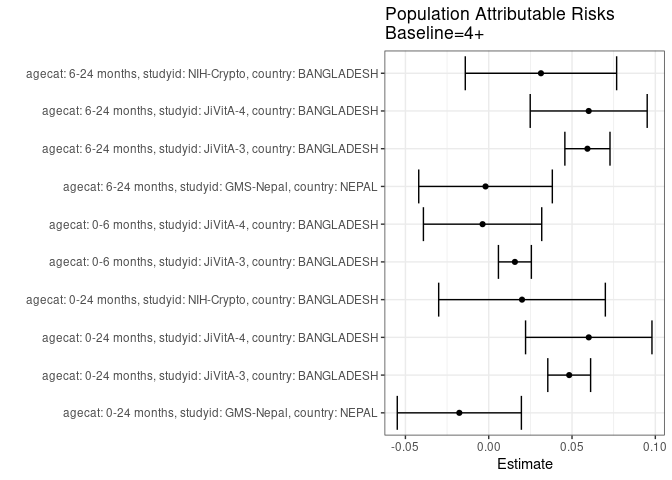 Population Attributable Risks
Baseline=4+
agecat: 6-24 months, studyid: NIH-Crypto, country: BANGLADESH
agecat: 6-24 months, studyid: JiVitA-4, country: BANGLADESH
agecat: 6-24 months, studyid: JiVitA-3, country: BANGLADESH
agecat: 6-24 months, studyid: GMS-Nepal, country: NEPAL
agecat: 0-6 months, studyid: JiVitA-4, country: BANGLADESH
agecat: 0-6 months, studyid: JiVitA-3, country: BANGLADESH
agecat: 0-24 months, studyid: NIH-Crypto, country: BANGLADESH
agecat: 0-24 months, studyid: JiVitA-4, country: BANGLADESH
agecat: 0-24 months, studyid: JiVitA-3, country: BANGLADESH
agecat: 0-24 months, studyid: GMS-Nepal, country: NEPAL
-0.05 0.00 0.05 0.10
Estimate